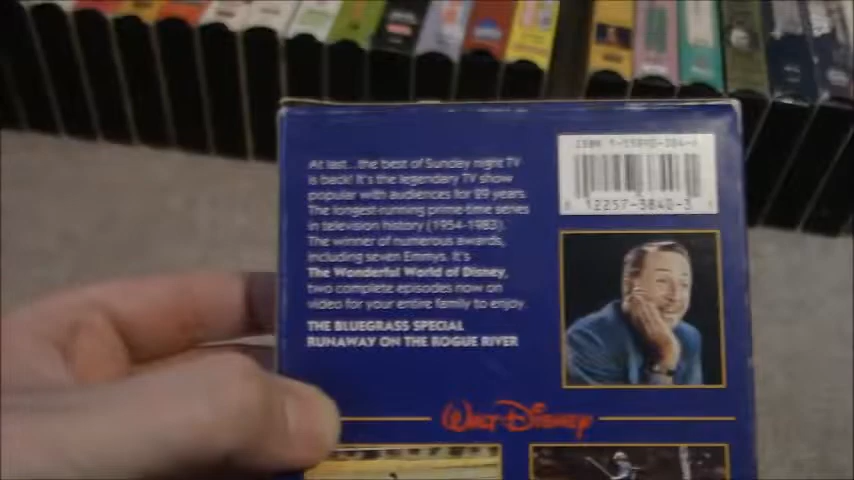 At last...the best of Sunday night TV
is back! It's the legendary TV show
popular with audiences for 29 years.
The longest-running prime-time series
in television history (1954-1983).
The winner of numerous awards,
including seven Emmys. It's
The Wonderful World of Disney,
two complete episodes now on
video for your entire family to enjoy.
THE BLUEGRASS SPECIAL
RUNAWAY ON THE ROGUE RIVER
12257-3840-3
WALT DISNEY